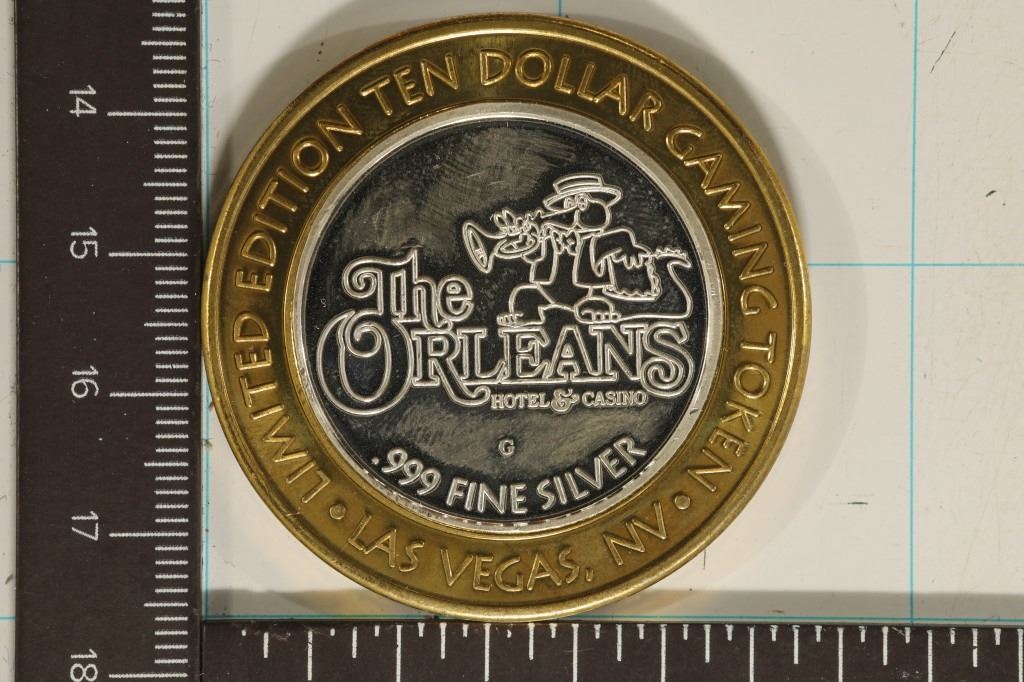 LIMITED EDITION TEN DOLLAR GAMING TOKEN
• LAS VEGAS, NV •
The
ORLEANS
HOTEL & CASINO
G
.999 FINE SILVER
14
15
16
17
18